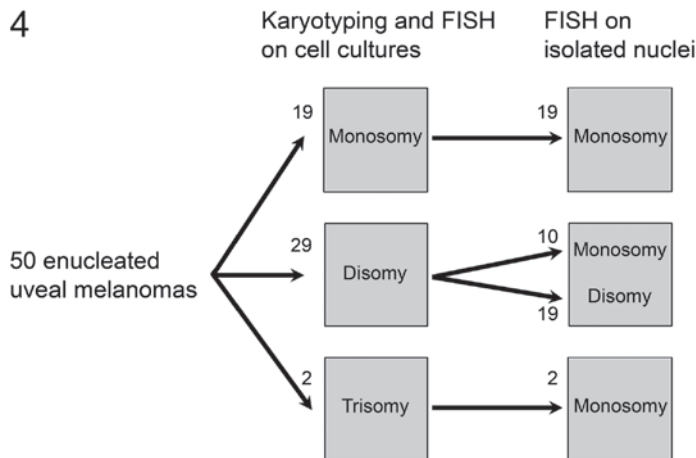 4
Karyotyping and FISH
on cell cultures
FISH on
isolated nuclei
19
Monosomy
19
Monosomy
50 enucleated
uveal melanomas
29
Disomy
10
Monosomy
Disomy
19
2
Trisomy
2
Monosomy